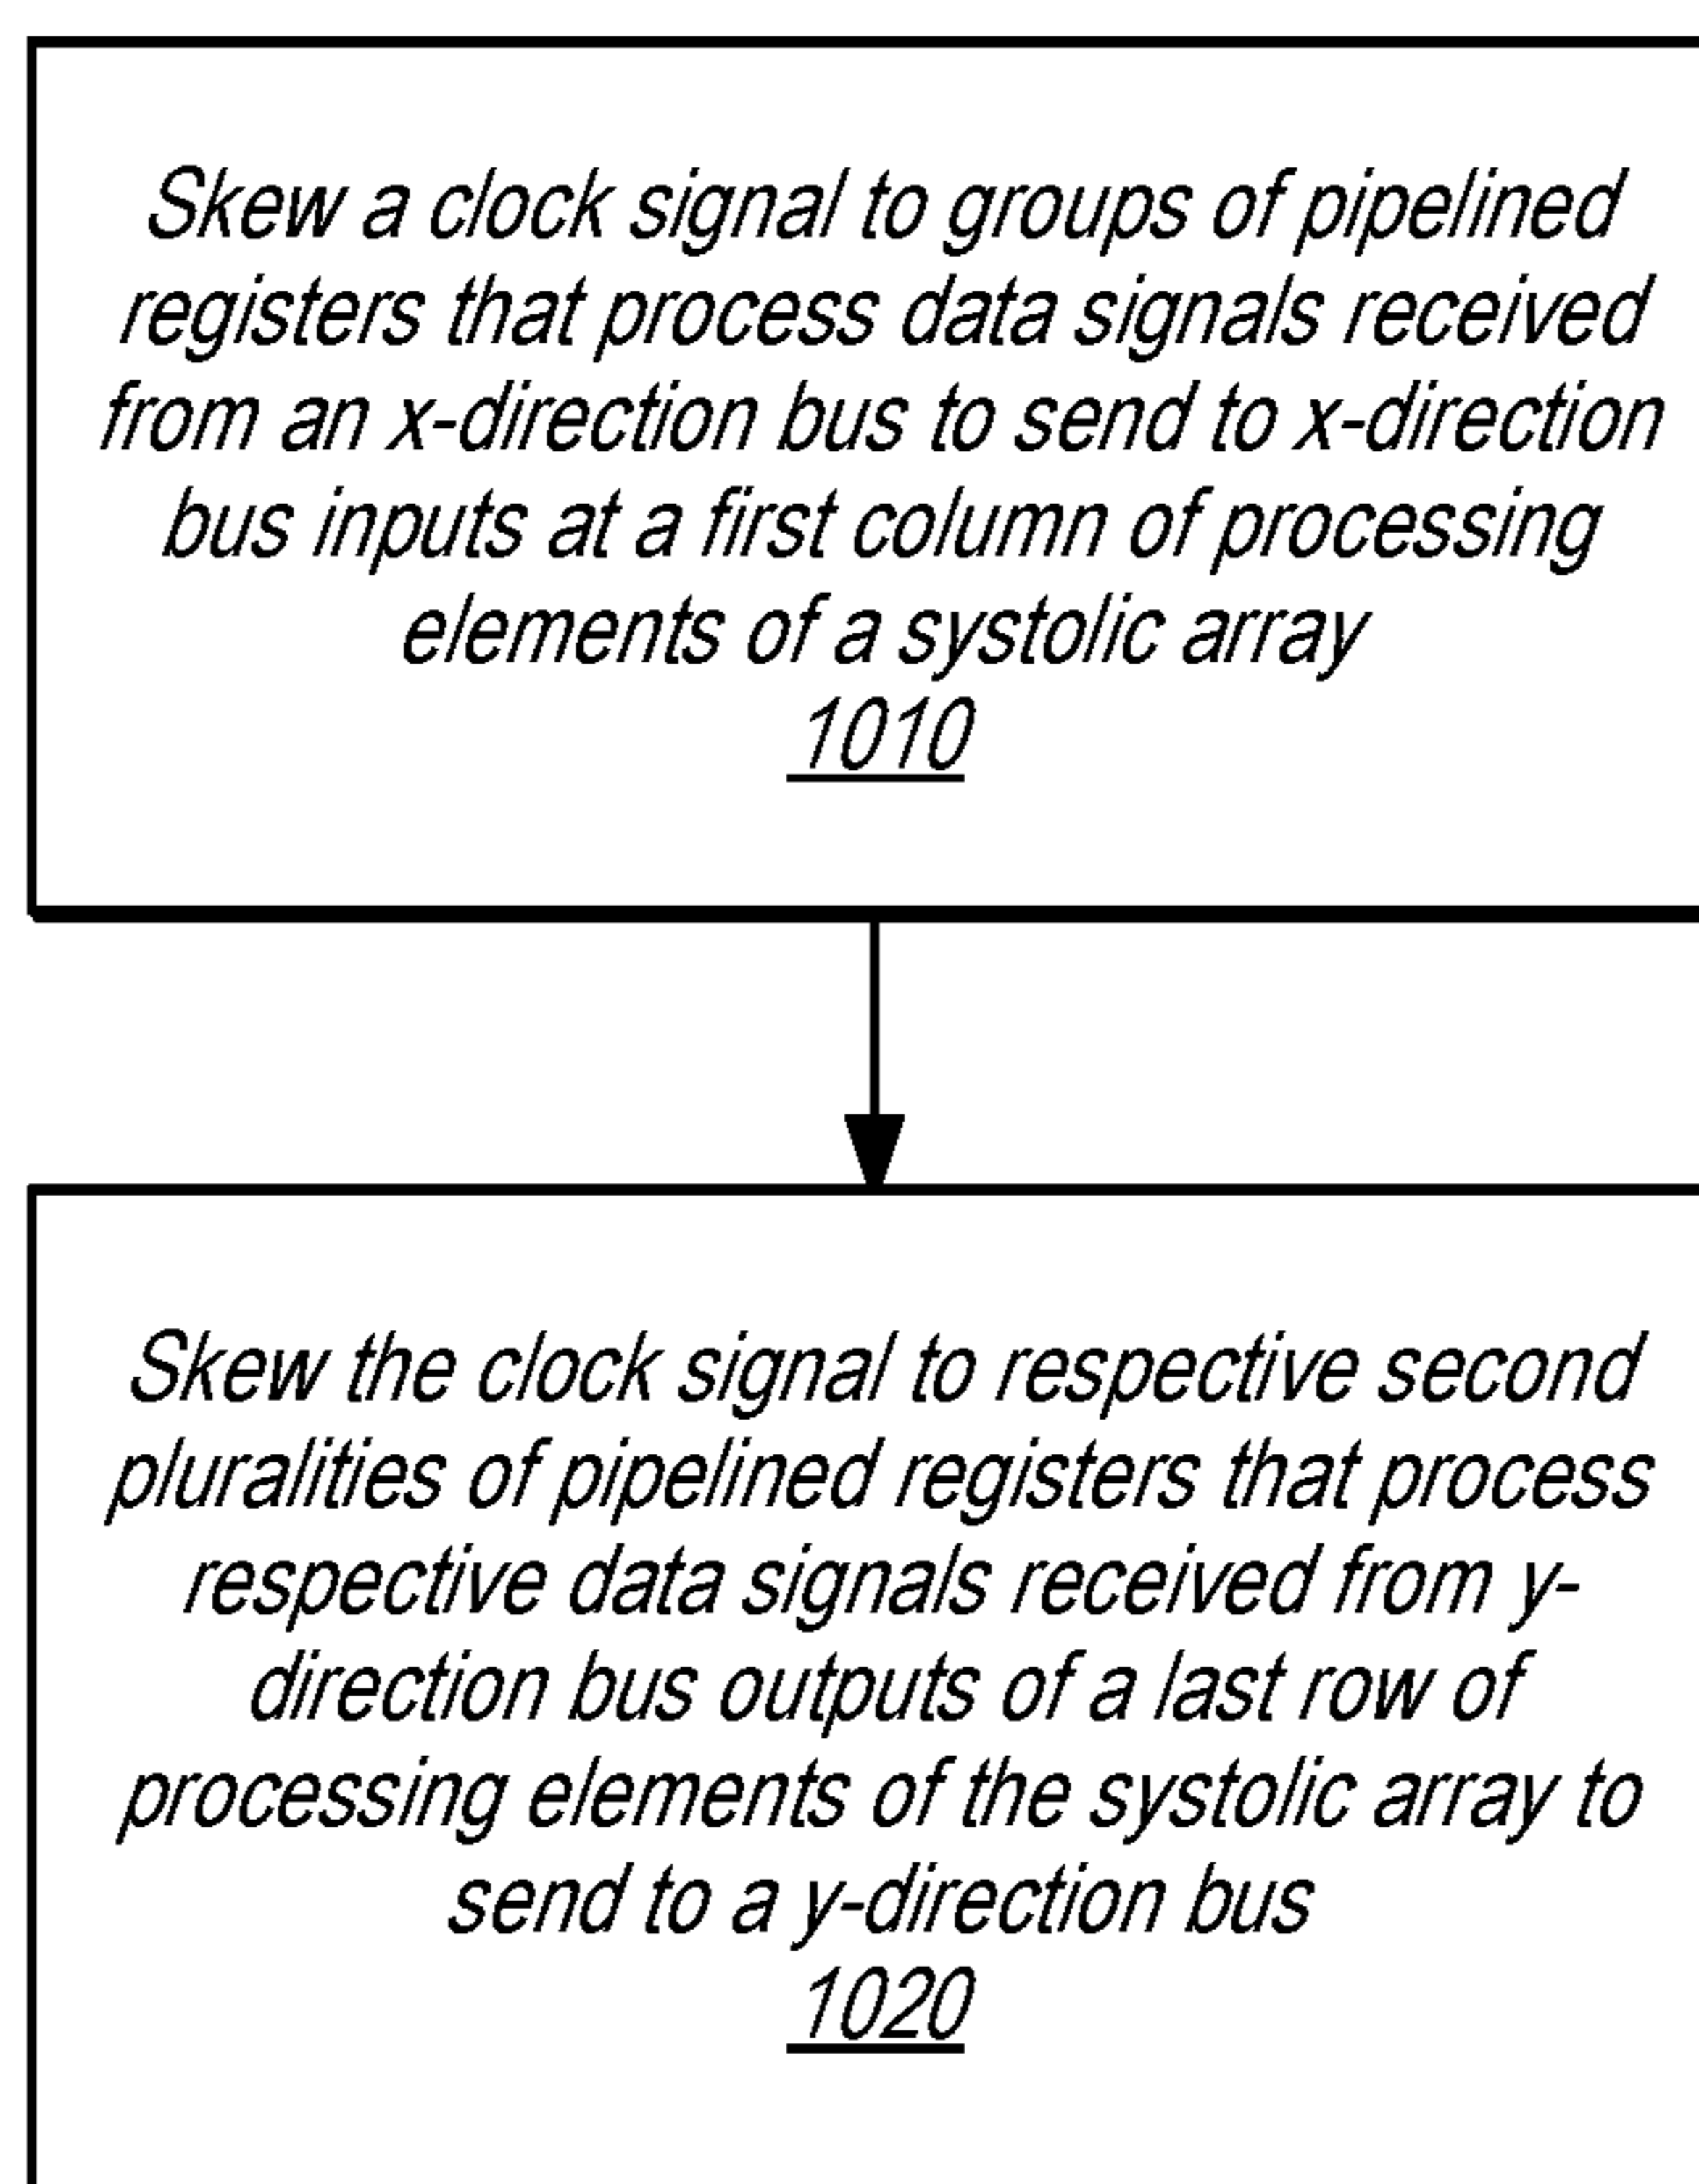 Skew a clock signal to groups of pipelined
registers that process data signals received
from an x-direction bus to send to x-direction
bus inputs at a first column of processing
elements of a systolic array
1010
Skew the clock signal to respective second
pluralities of pipelined registers that process
respective data signals received from y-
direction bus outputs of a last row of
processing elements of the systolic array to
send to a y-direction bus
1020